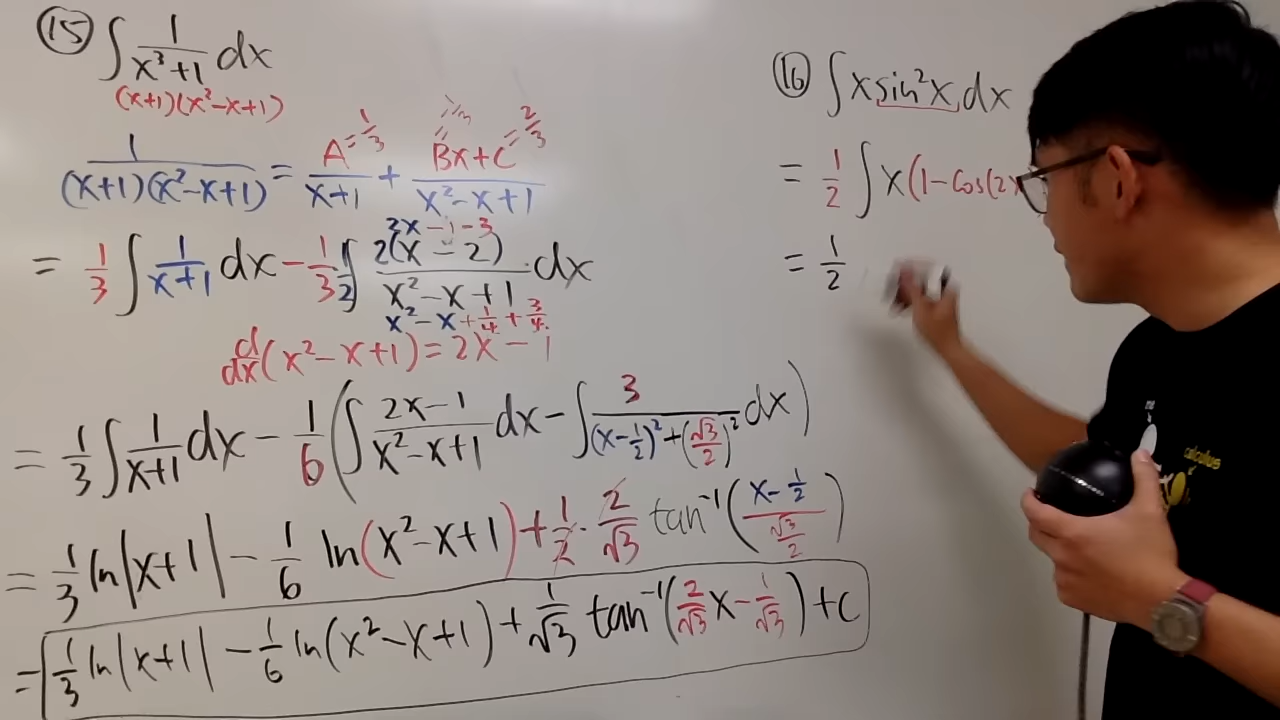 ⑮ ∫ 1/(x³+1) dx
(x+1)(x²-x+1)
1/((x+1)(x²-x+1)) = A^{=1/3}/(x+1) + (Bx+C^{=2/3})/(x²-x+1)
2x-1-3
= 1/3 ∫ 1/(x+1) dx - 1/3 · 1/2 ∫ 2(x-2)/(x²-x+1) dx
x²-x+1/4+3/4
d/dx (x²-x+1) = 2x-1
= 1/3 ∫ 1/(x+1) dx - 1/6 (∫ (2x-1)/(x²-x+1) dx - ∫ 3/((x-1/2)²+(√3/2)²) dx)
= 1/3 ln|x+1| - 1/6 ln(x²-x+1) + 1/2 · 2/√3 tan⁻¹((x-1/2)/(√3/2))
= 1/3 ln|x+1| - 1/6 ln(x²-x+1) + 1/√3 tan⁻¹(2/√3 x - 1/√3) + C
⑯ ∫ x sin²x dx
= 1/2 ∫ x(1-cos(2x
= 1/2
calculus